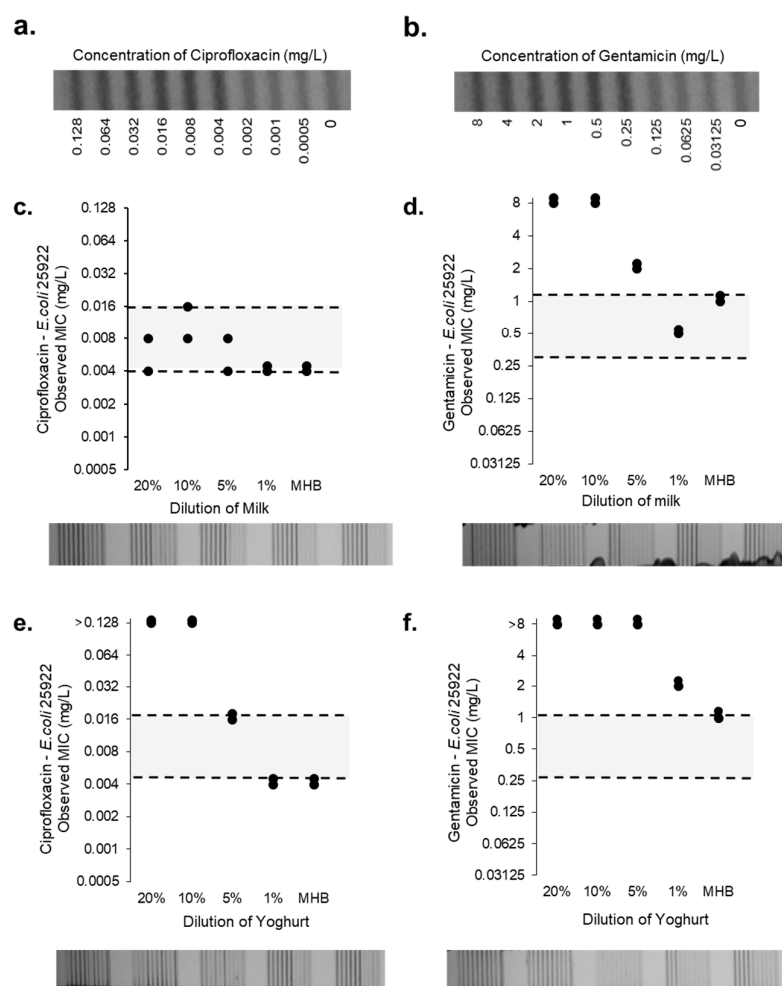 a.
Concentration of Ciprofloxacin (mg/L)
0.128
0.064
0.032
0.016
0.008
0.004
0.002
0.001
0.0005
0
b.
Concentration of Gentamicin (mg/L)
8
4
2
1
0.5
0.25
0.125
0.0625
0.03125
0
c.
Ciprofloxacin - E.coli 25922
Observed MIC (mg/L)
0.128
0.064
0.032
0.016
0.008
0.004
0.002
0.001
0.0005
20% 10% 5% 1% MHB
Dilution of Milk
d.
Gentamicin - E.coli 25922
Observed MIC (mg/L)
8
4
2
1
0.5
0.25
0.125
0.0625
0.03125
20% 10% 5% 1% MHB
Dilution of milk
e.
Ciprofloxacin - E.coli 25922
Observed MIC (mg/L)
>0.128
0.064
0.032
0.016
0.008
0.004
0.002
0.001
0.0005
20% 10% 5% 1% MHB
Dilution of Yoghurt
f.
Gentamicin - E.coli 25922
Observed MIC (mg/L)
>8
4
2
1
0.5
0.25
0.125
0.0625
0.03125
20% 10% 5% 1% MHB
Dilution of Yoghurt